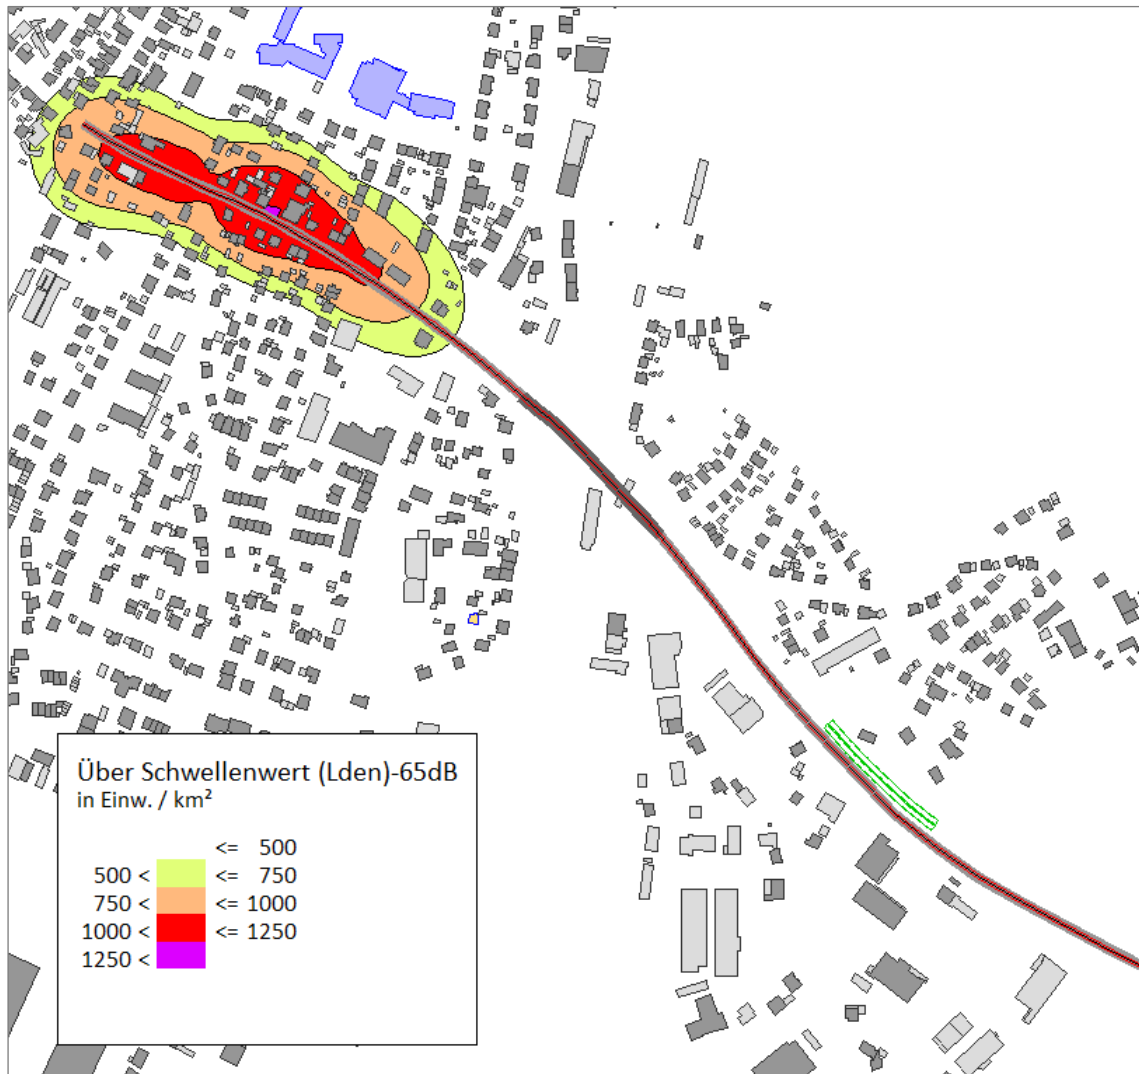 Über Schwellenwert (Lden)-65dB
in Einw. / km²
<= 500
500 < <= 750
750 < <= 1000
1000 < <= 1250
1250 <